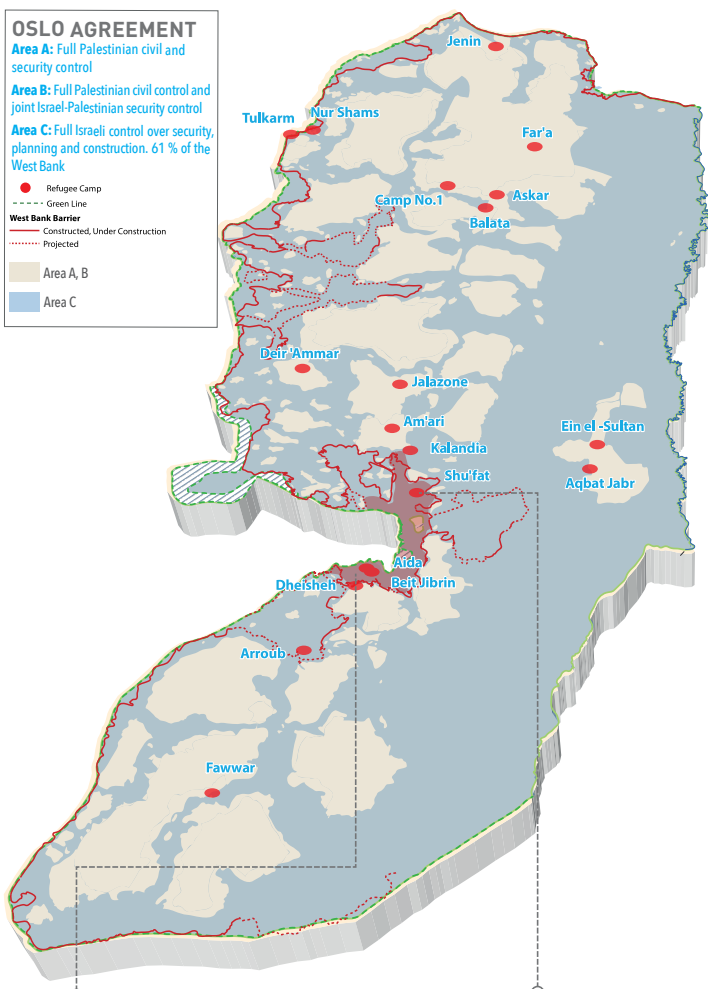 OSLO AGREEMENT
Area A: Full Palestinian civil and
security control
Area B: Full Palestinian civil control and
joint Israel-Palestinian security control
Area C: Full Israeli control over security,
planning and construction. 61 % of the
West Bank
Refugee Camp
Green Line
West Bank Barrier
Constructed, Under Construction
Projected
Area A, B
Area C
Jenin
Tulkarm
Nur Shams
Far'a
Camp No.1
Askar
Balata
Deir 'Ammar
Jalazone
Am'ari
Ein el -Sultan
Kalandia
Shu'fat
Aqbat Jabr
Aida
Beit Jibrin
Dheisheh
Arroub
Fawwar